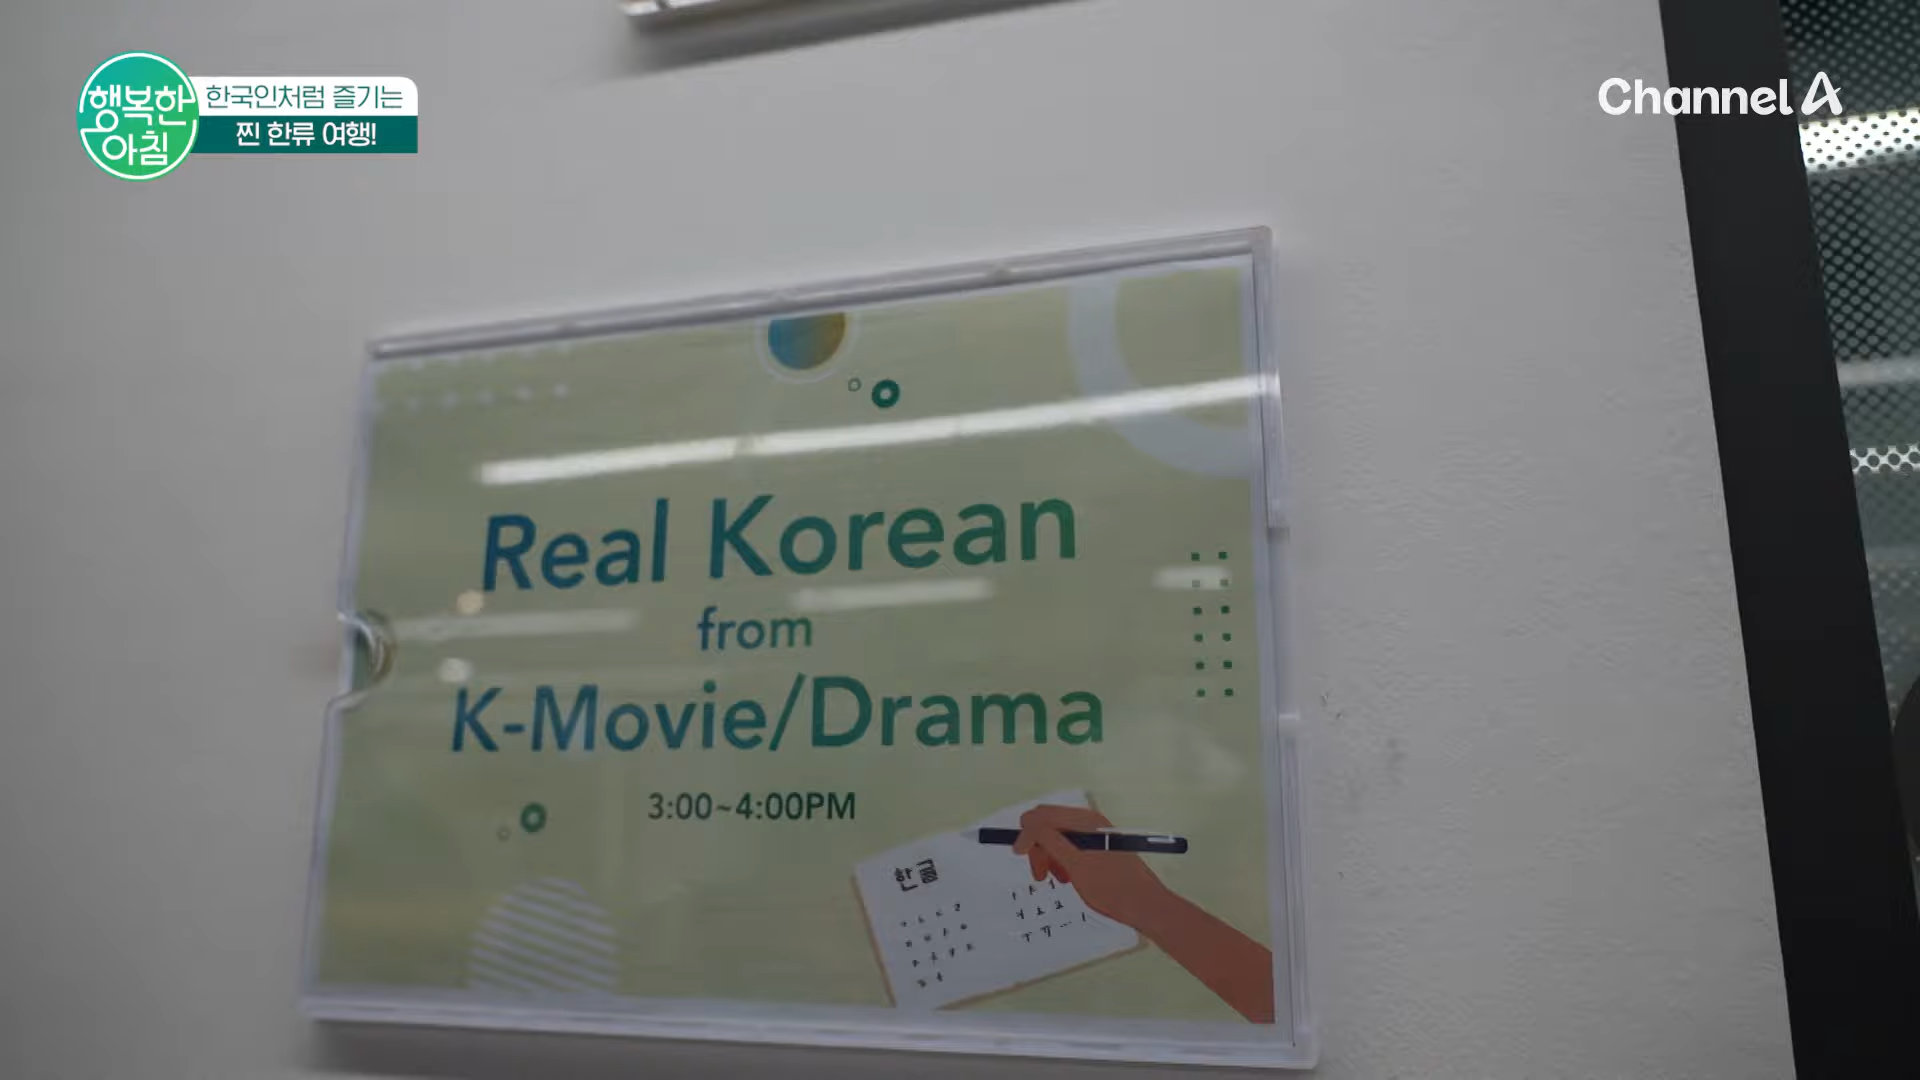 행복한
아침
한국인처럼 즐기는
찐 한류 여행!
Channel A
Real Korean
from
K-Movie/Drama
3:00~4:00PM
한글